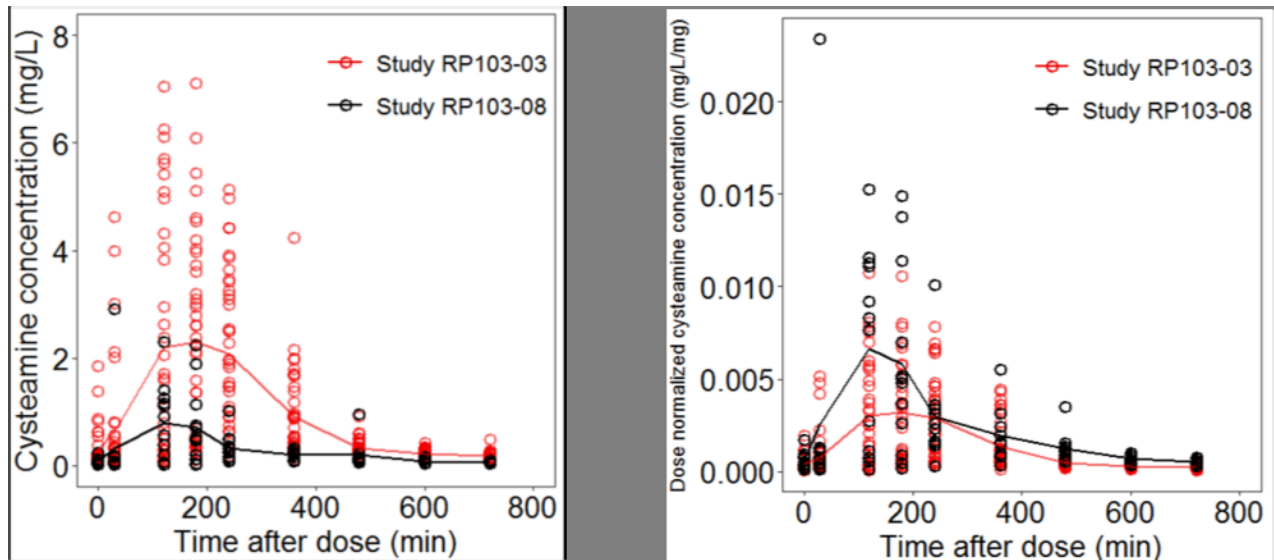 Cysteamine concentration (mg/L)
8
6
4
2
0
Study RP103-03
Study RP103-08
0 200 400 600 800
Time after dose (min)
Dose normalized cysteamine concentration (mg/L/mg)
0.020
0.015
0.010
0.005
0.000
Study RP103-03
Study RP103-08
0 200 400 600 800
Time after dose (min)